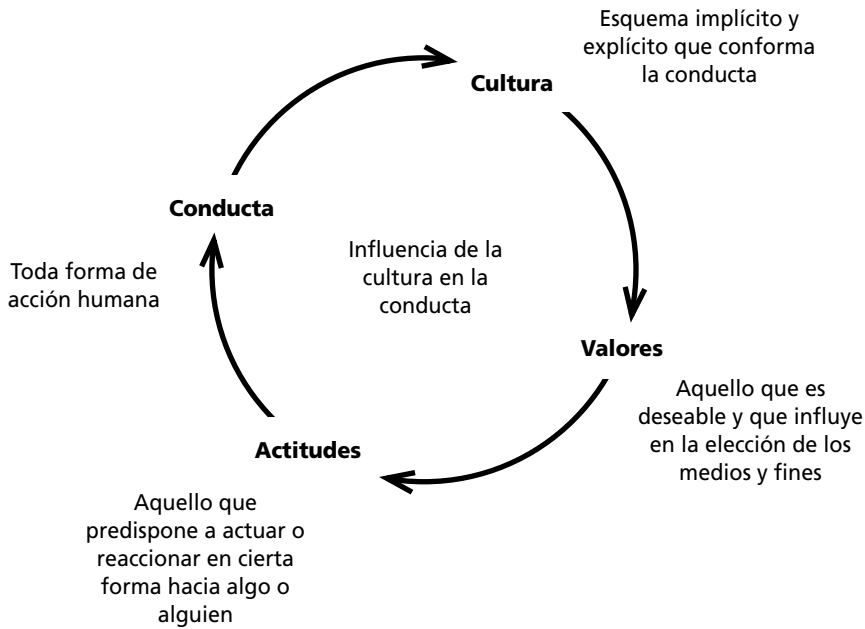 Esquema implícito y
explícito que conforma
la conducta
Cultura
Conducta
Toda forma de
acción humana
Influencia de la
cultura en la
conducta
Valores
Aquello que es
deseable y que influye
en la elección de los
medios y fines
Actitudes
Aquello que
predispone a actuar o
reaccionar en cierta
forma hacia algo o
alguien